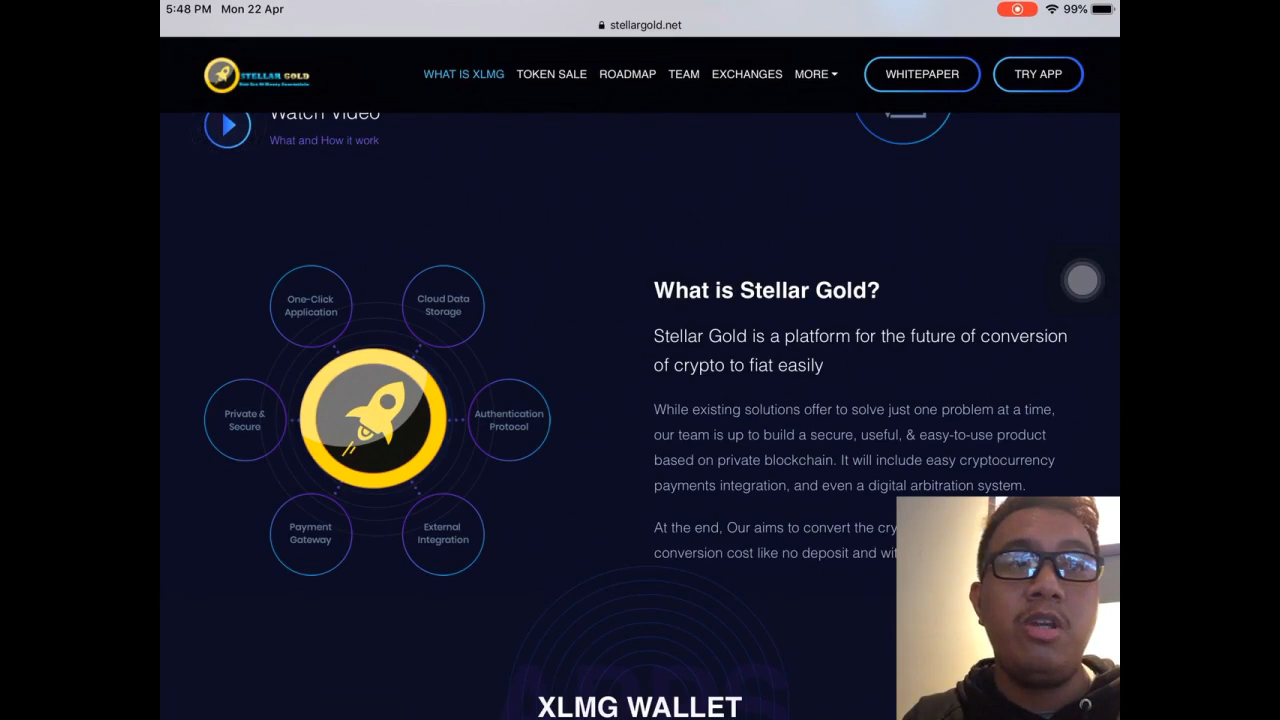 5:48 PM Mon 22 Apr
99%
stellargold.net
STELLAR GOLD
WHAT IS XLMG TOKEN SALE ROADMAP TEAM EXCHANGES MORE WHITEPAPER TRY APP
Watch Video
What and How it work
One-Click
Application
Cloud Data
Storage
Private &
Secure
Authentication
Protocol
Payment
Gateway
External
Integration
What is Stellar Gold?
Stellar Gold is a platform for the future of conversion
of crypto to fiat easily
While existing solutions offer to solve just one problem at a time,
our team is up to build a secure, useful, & easy-to-use product
based on private blockchain. It will include easy cryptocurrency
payments integration, and even a digital arbitration system.
At the end, Our aims to convert the cry
conversion cost like no deposit and wit
XLMG WALLET